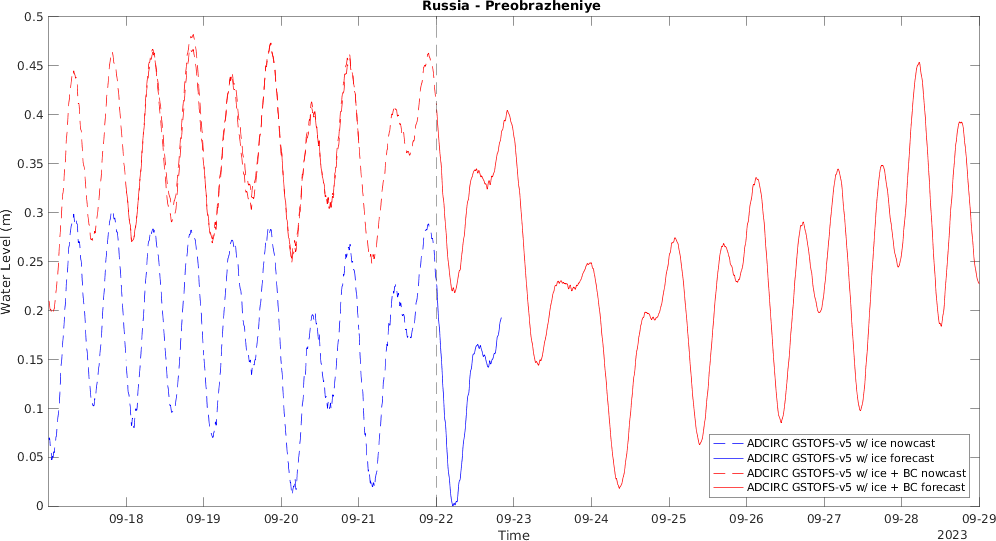 Russia - Preobrazheniye
0.5
0.45
0.4
0.35
0.3
0.25
0.2
0.15
0.1
0.05
0
Water Level (m)
ADCIRC GSTOFS-v5 w/ ice nowcast
ADCIRC GSTOFS-v5 w/ ice forecast
ADCIRC GSTOFS-v5 w/ ice + BC nowcast
ADCIRC GSTOFS-v5 w/ ice + BC forecast
09-18 09-19 09-20 09-21 09-22 09-23 09-24 09-25 09-26 09-27 09-28 09-29
Time
2023